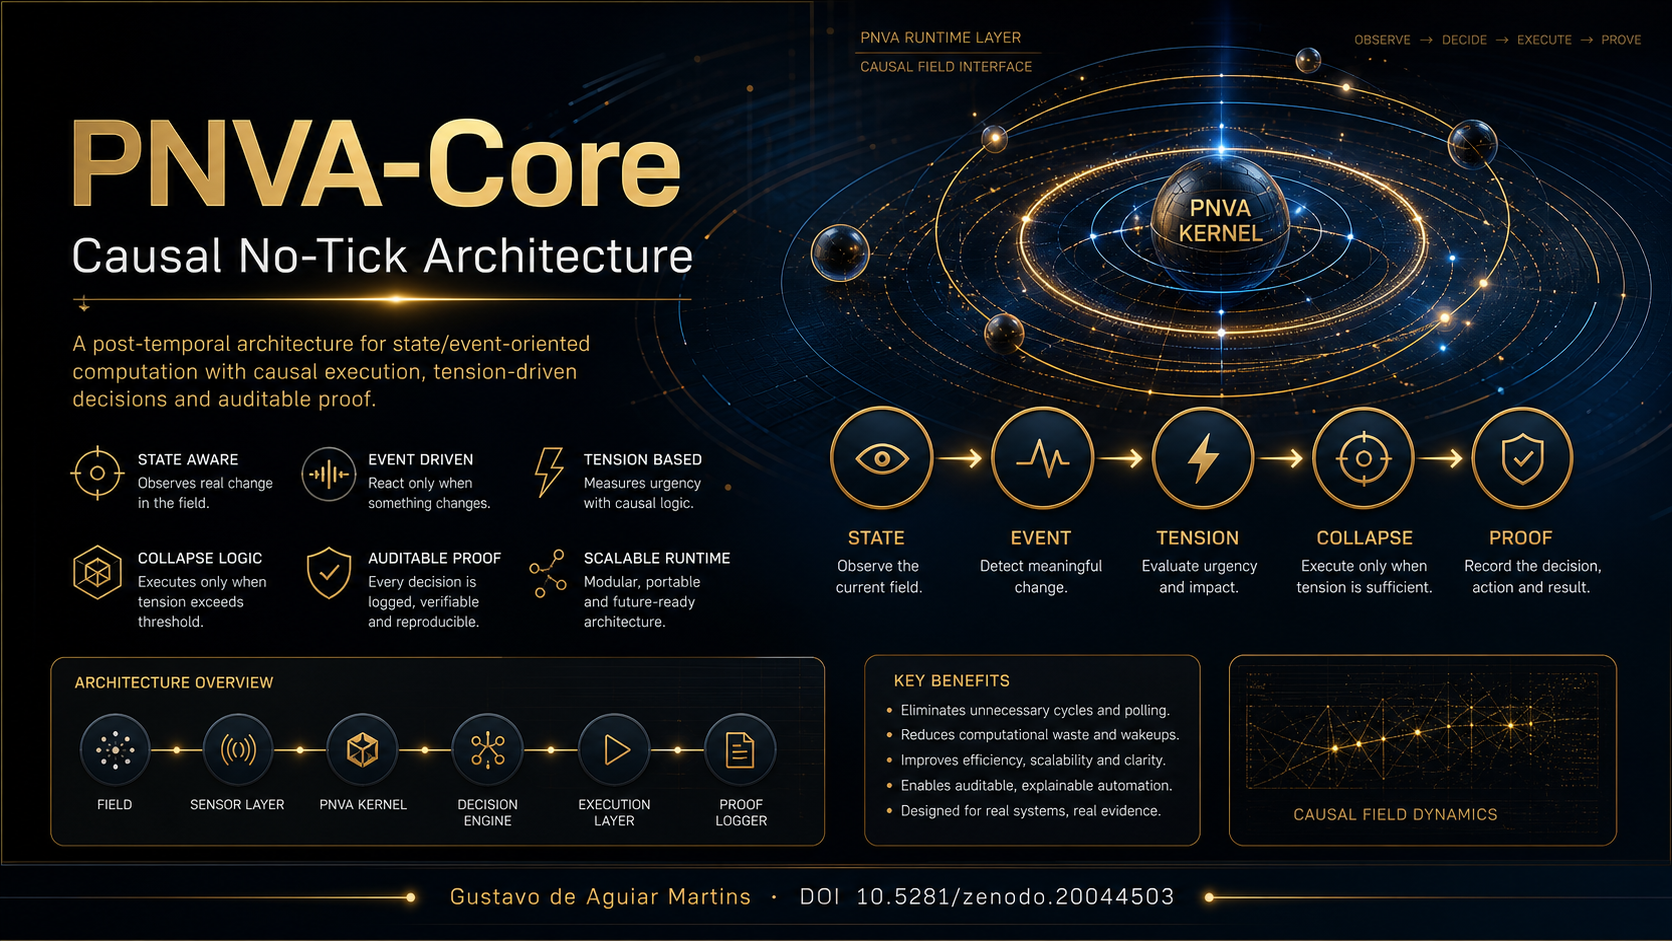 PNVA RUNTIME LAYER
CAUSAL FIELD INTERFACE
OBSERVE → DECIDE → EXECUTE → PROVE
PNVA
KERNEL
PNVA-Core
Causal No-Tick Architecture
A post-temporal architecture for state/event-oriented
computation with causal execution, tension-driven
decisions and auditable proof.
STATE AWARE
Observes real change
in the field.
EVENT DRIVEN
React only when
something changes.
TENSION BASED
Measures urgency
with causal logic.
COLLAPSE LOGIC
Executes only when
tension exceeds
threshold.
AUDITABLE PROOF
Every decision is
logged, verifiable
and reproducible.
SCALABLE RUNTIME
Modular, portable
and future-ready
architecture.
STATE
Observe the
current field.
EVENT
Detect meaningful
change.
TENSION
Evaluate urgency
and impact.
COLLAPSE
Execute only when
tension is sufficient.
PROOF
Record the decision,
action and result.
ARCHITECTURE OVERVIEW
FIELD
SENSOR LAYER
PNVA KERNEL
DECISION
ENGINE
EXECUTION
LAYER
PROOF
LOGGER
KEY BENEFITS
• Eliminates unnecessary cycles and polling.
• Reduces computational waste and wakeups.
• Improves efficiency, scalability and clarity.
• Enables auditable, explainable automation.
• Designed for real systems, real evidence.
CAUSAL FIELD DYNAMICS
Gustavo de Aguiar Martins · DOI 10.5281/zenodo.20044503